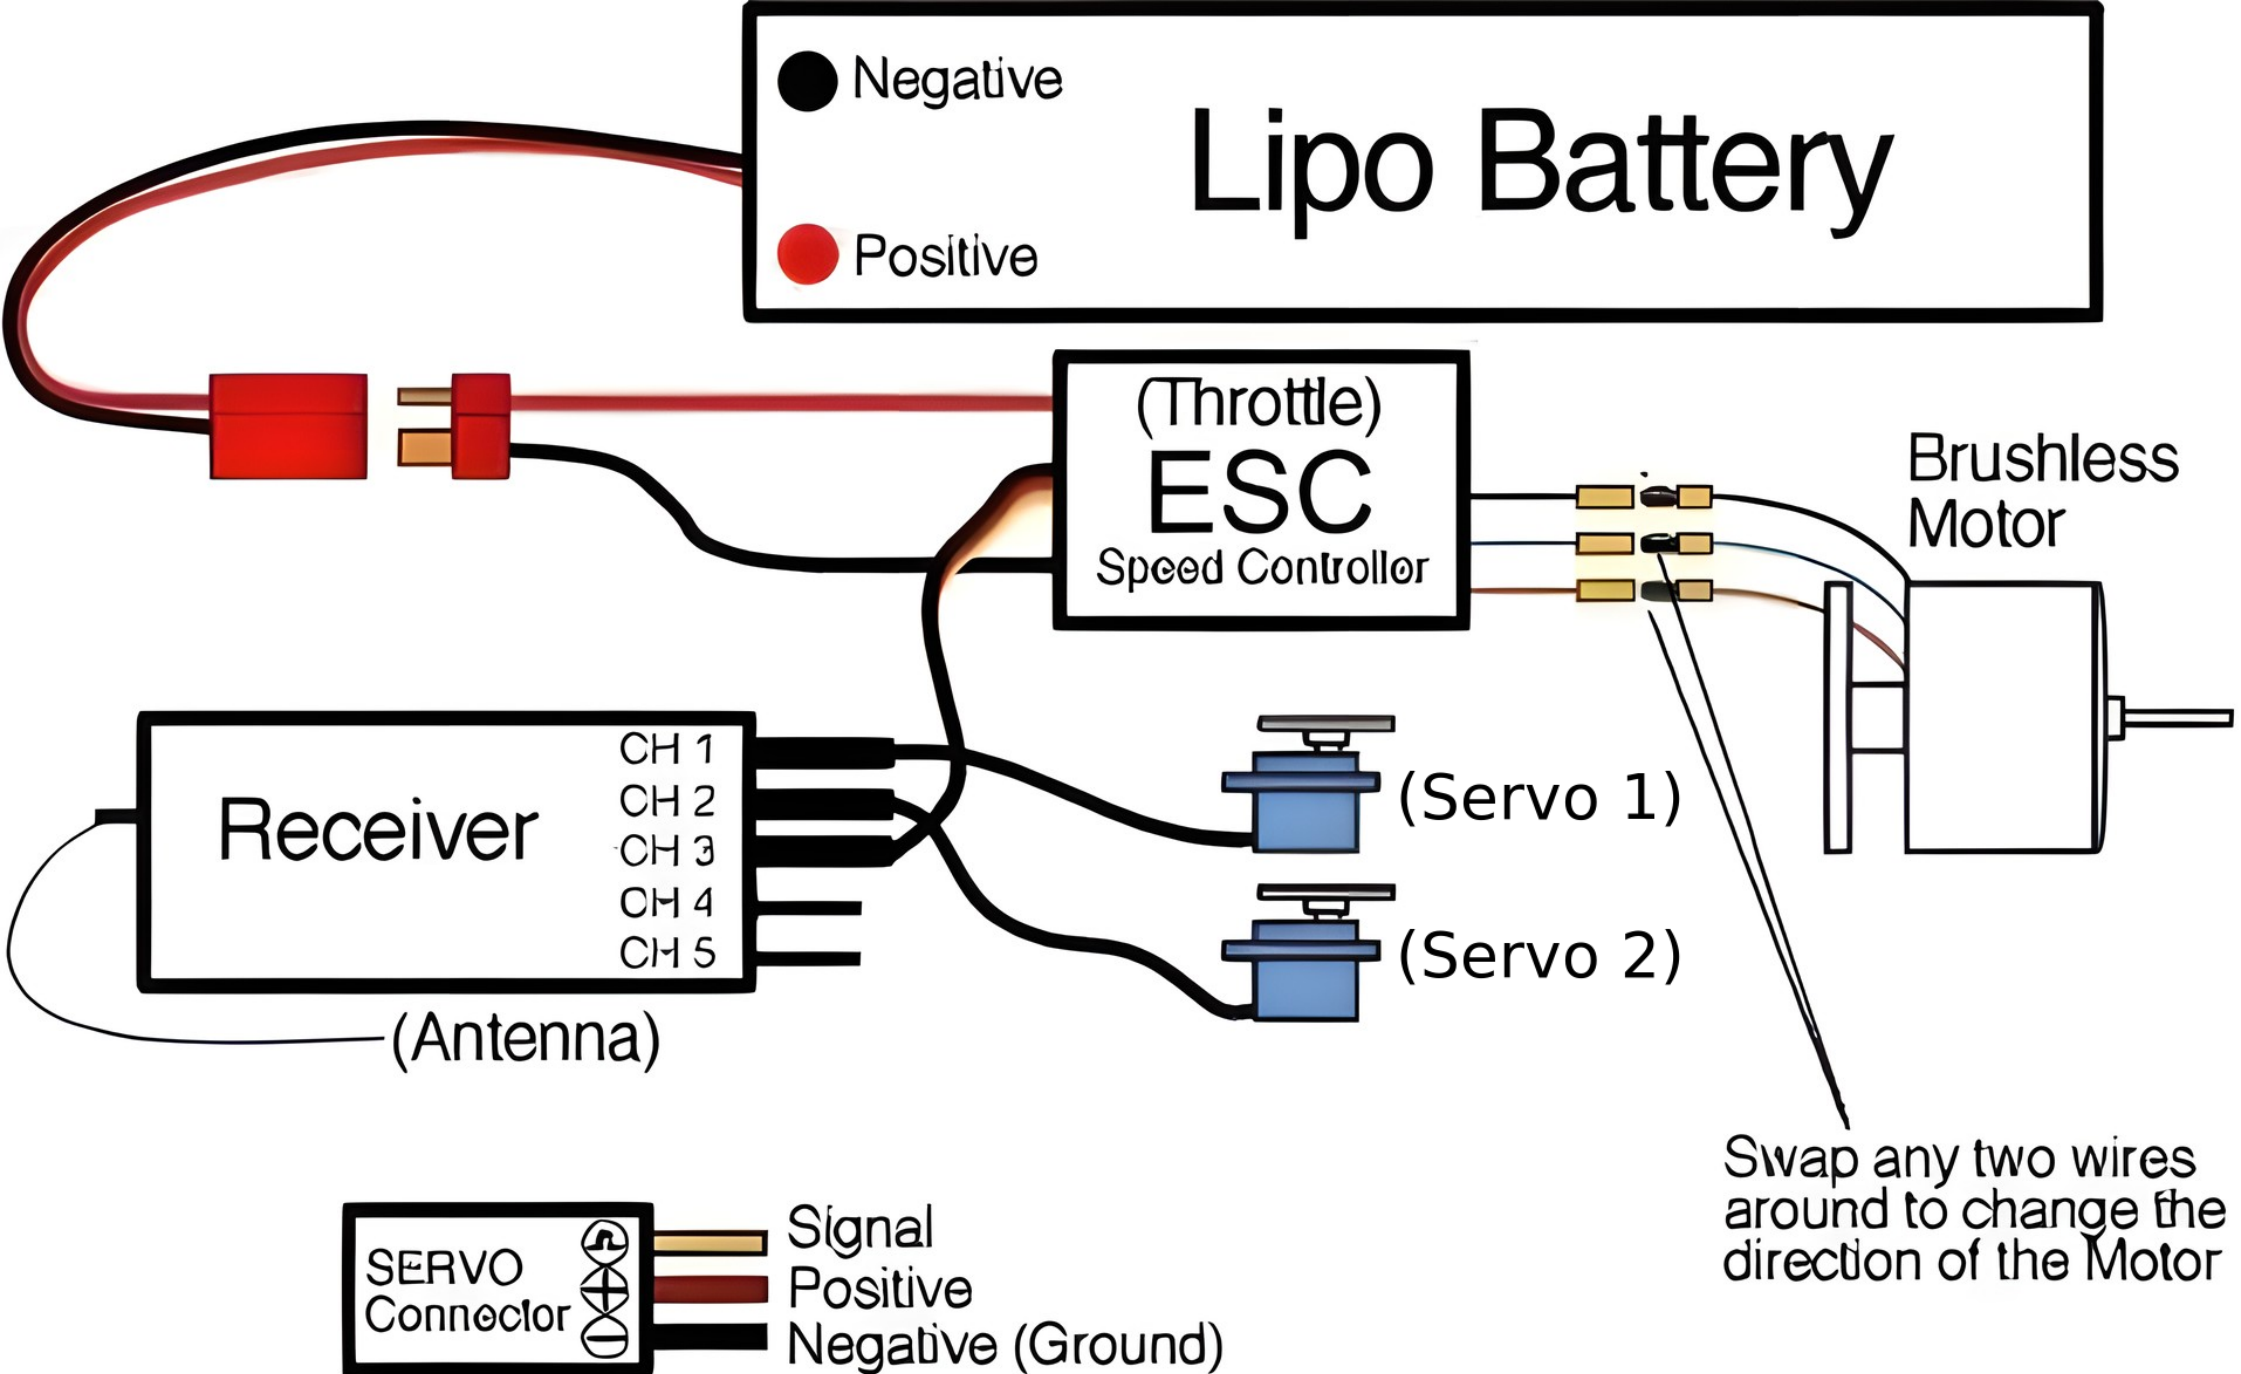 Negative
Lipo Battery
Positive
(Throttle)
ESC
Speed Controller
Brushless
Motor
Receiver
CH 1
CH 2
CH 3
CH 4
CH 5
(Servo 1)
(Servo 2)
(Antenna)
Swap any two wires
around to change the
direction of the Motor
SERVO
Connector
Signal
Positive
Negative (Ground)